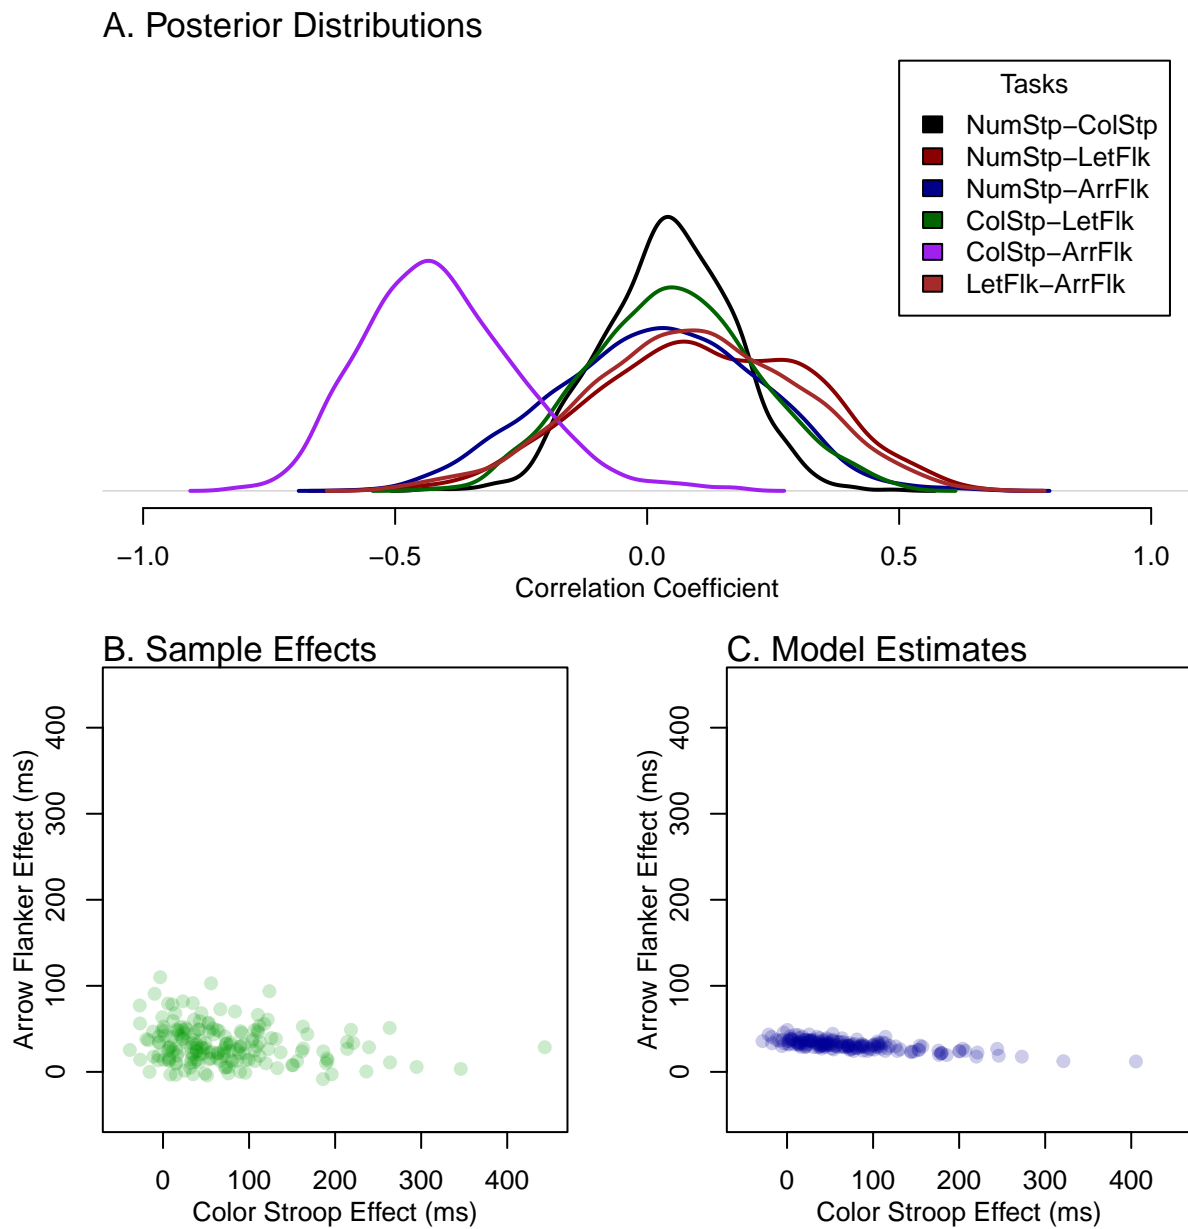 A. Posterior Distributions
Tasks
NumStp−ColStp
NumStp−LetFlk
NumStp−ArrFlk
ColStp−LetFlk
ColStp−ArrFlk
LetFlk−ArrFlk
−1.0 −0.5 0.0 0.5 1.0
Correlation Coefficient
B. Sample Effects
Arrow Flanker Effect (ms)
400
300
200
100
0
0 100 200 300 400
Color Stroop Effect (ms)
C. Model Estimates
Arrow Flanker Effect (ms)
400
300
200
100
0
0 100 200 300 400
Color Stroop Effect (ms)